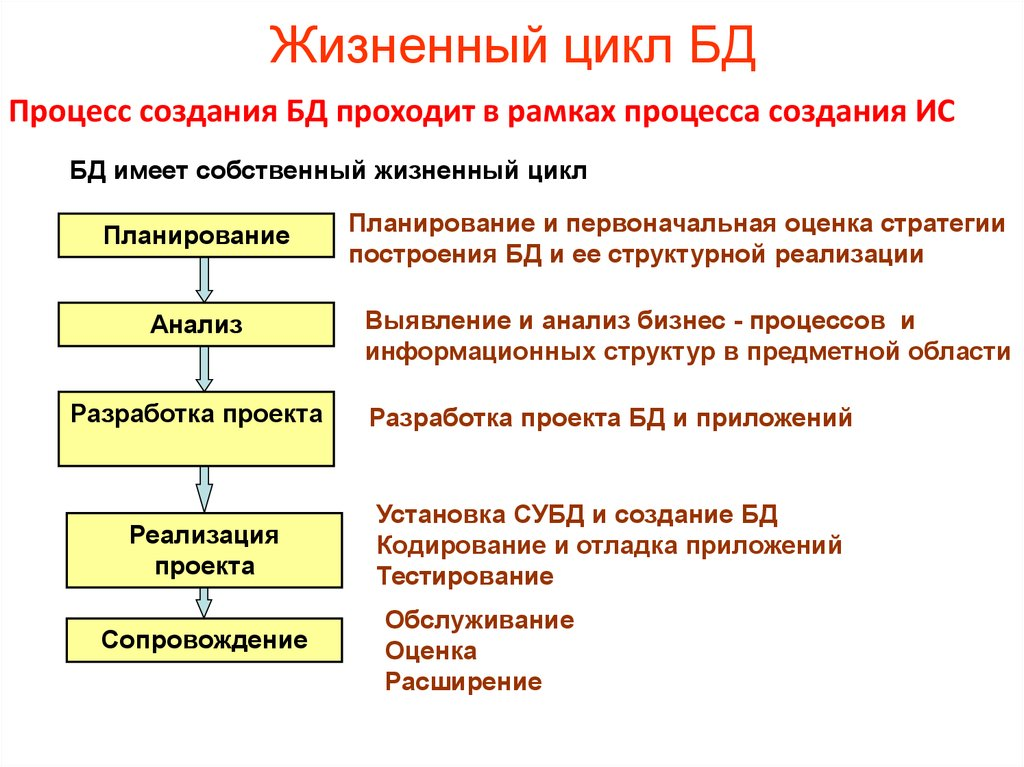 Жизненный цикл БД
Процесс создания БД проходит в рамках процесса создания ИС
БД имеет собственный жизненный цикл
Планирование
Планирование и первоначальная оценка стратегии
построения БД и ее структурной реализации
Анализ
Выявление и анализ бизнес - процессов и
информационных структур в предметной области
Разработка проекта
Разработка проекта БД и приложений
Реализация
проекта
Установка СУБД и создание БД
Кодирование и отладка приложений
Тестирование
Сопровождение
Обслуживание
Оценка
Расширение